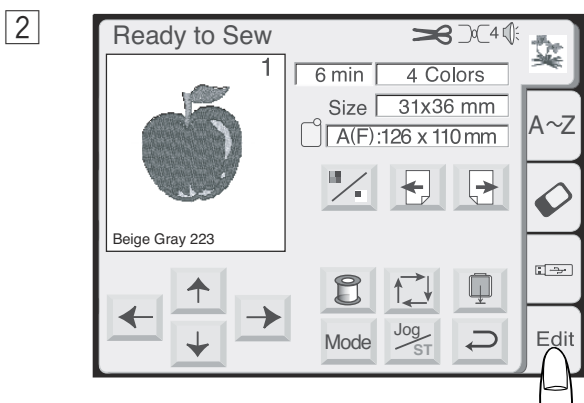 2
Ready to Sew
4
1
6 min
4 Colors
Size
31x36 mm
A(F):126 x 110 mm
A~Z
Beige Gray 223
Mode
Jog
ST
Edit